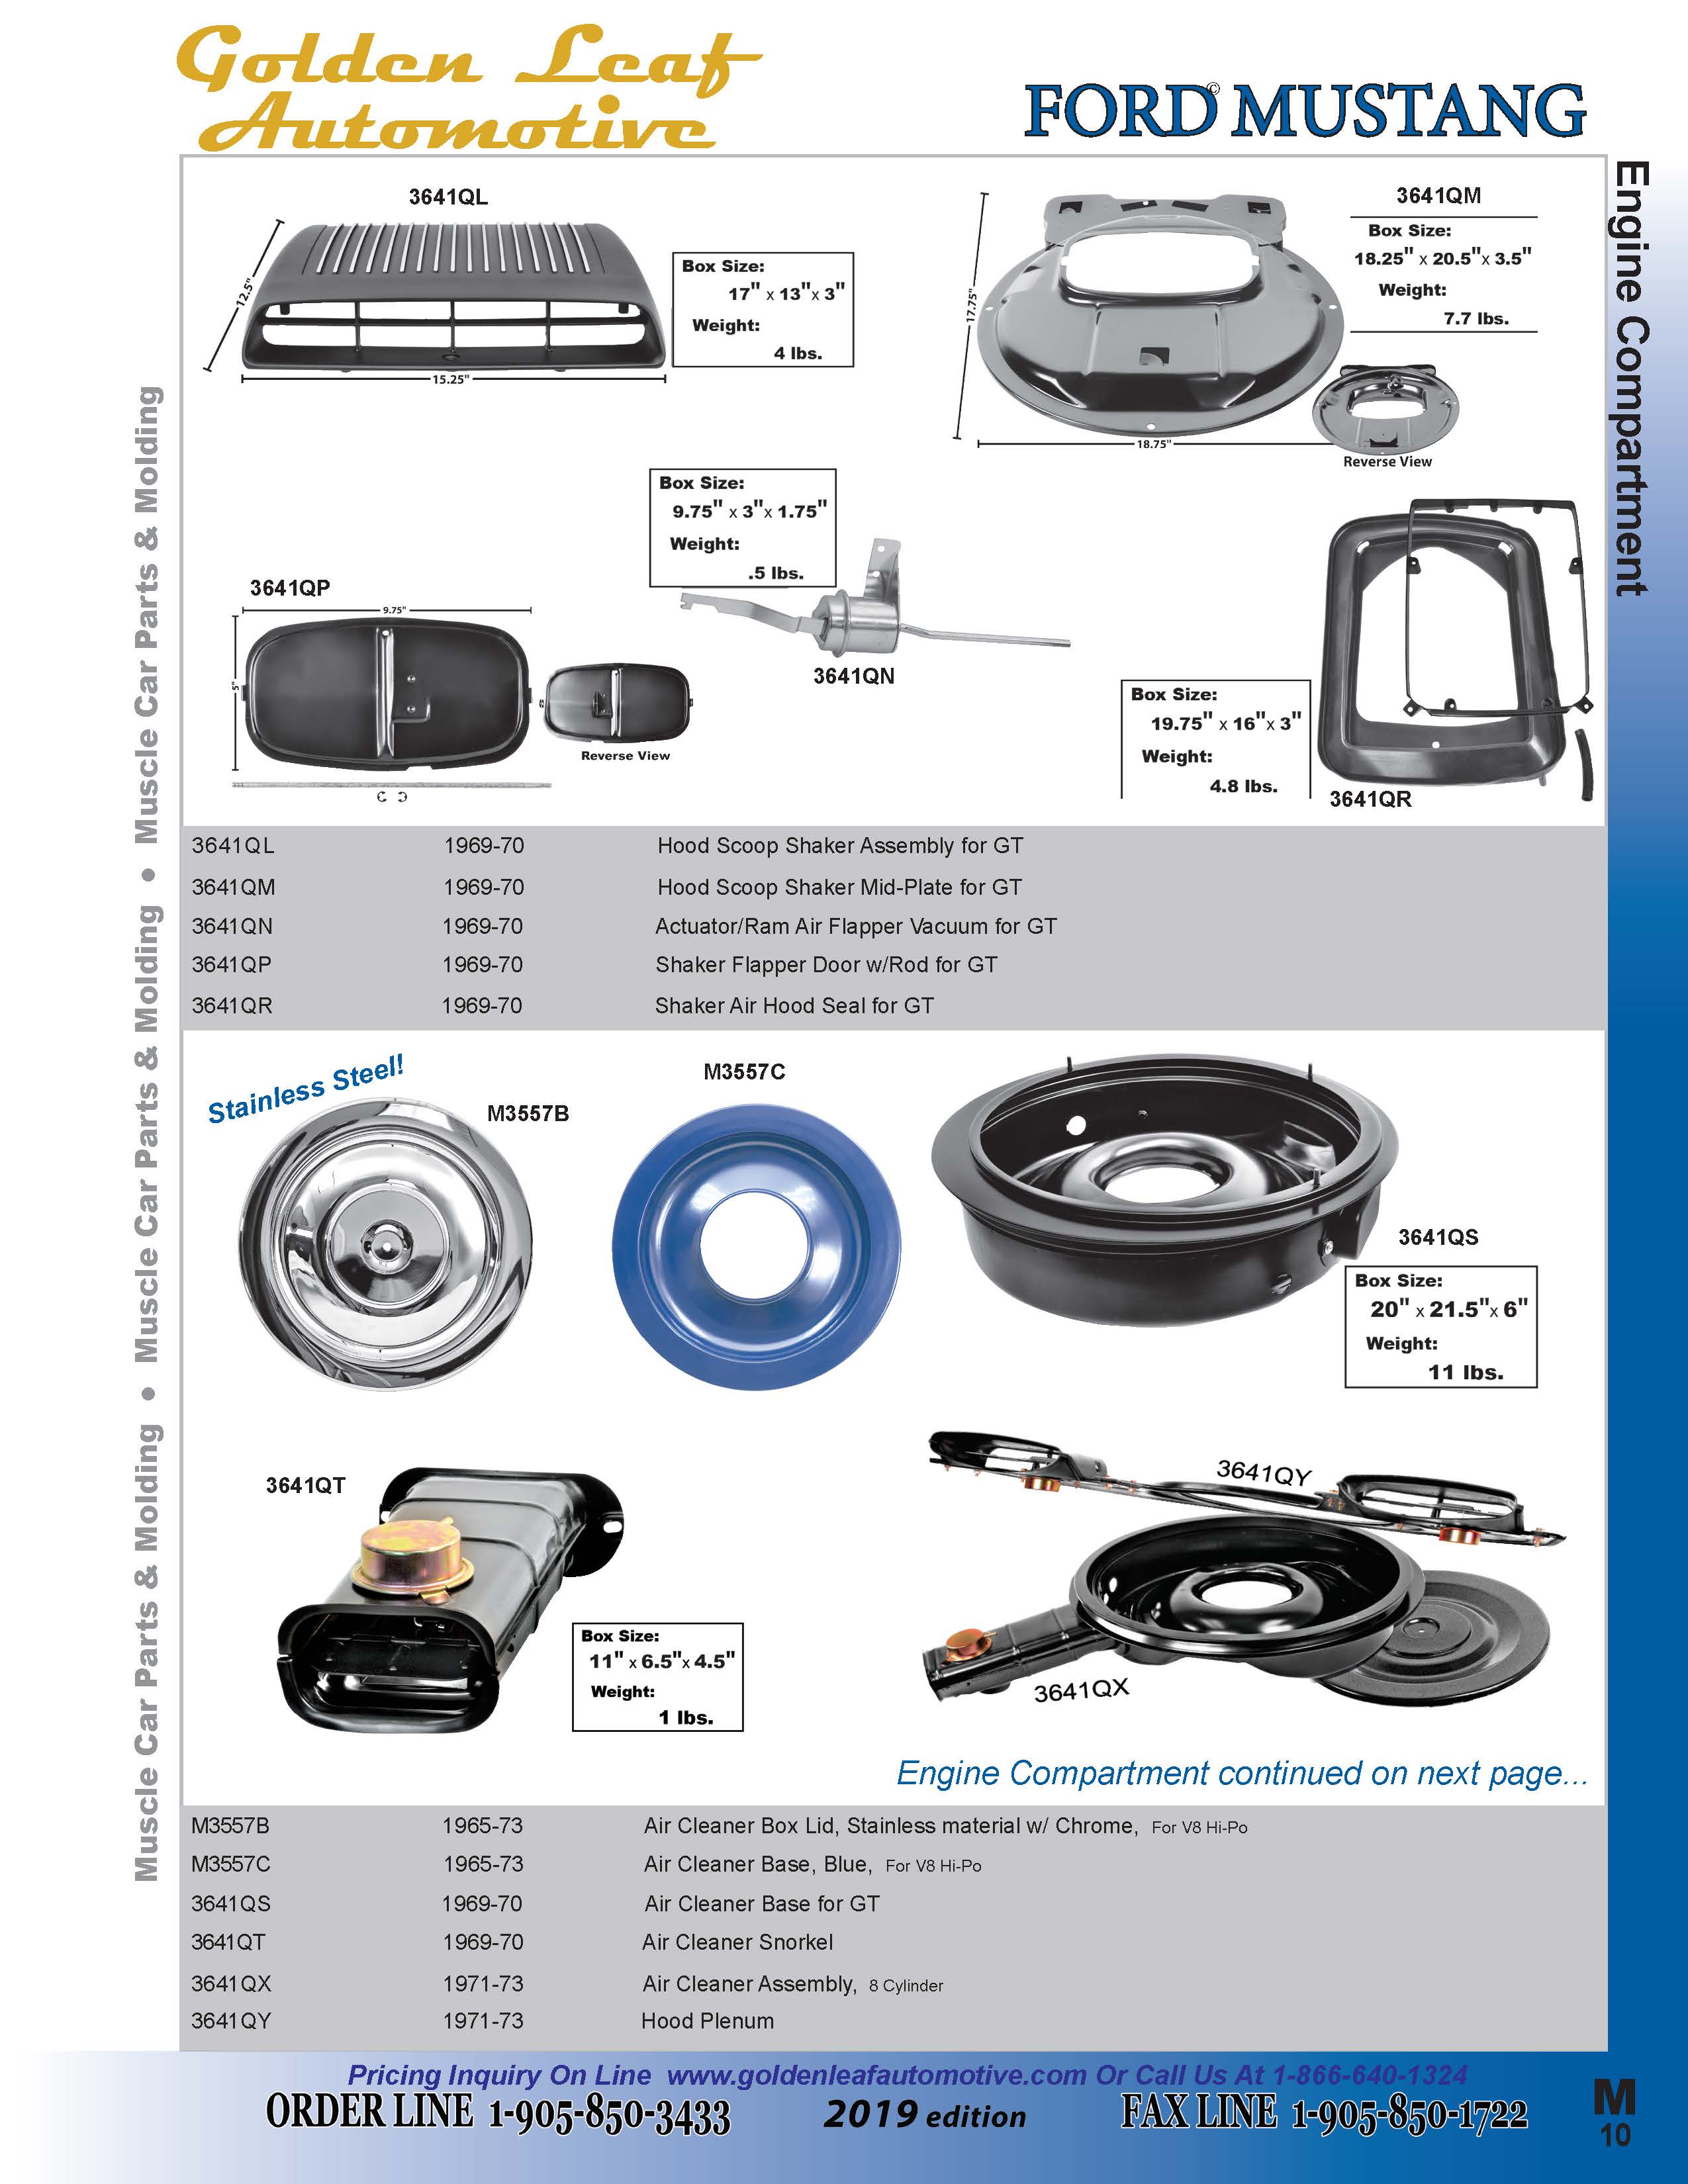 Golden Leaf
Automotive
FORD© MUSTANG
Engine Compartment
Muscle Car Parts & Molding • Muscle Car Parts & Molding • Muscle Car Parts & Molding
3641QL
12.5"
15.25"
Box Size:
17" x 13"x 3"
Weight:
4 lbs.
3641QM
Box Size:
18.25" x 20.5"x 3.5"
Weight:
7.7 lbs.
17.75"
18.75"
Reverse View
Box Size:
9.75" x 3"x 1.75"
Weight:
.5 lbs.
3641QN
3641QP
9.75"
5"
Reverse View
Box Size:
19.75" x 16"x 3"
Weight:
4.8 lbs.
3641QR
3641QL 1969-70 Hood Scoop Shaker Assembly for GT
3641QM 1969-70 Hood Scoop Shaker Mid-Plate for GT
3641QN 1969-70 Actuator/Ram Air Flapper Vacuum for GT
3641QP 1969-70 Shaker Flapper Door w/Rod for GT
3641QR 1969-70 Shaker Air Hood Seal for GT
Stainless Steel!
M3557B
M3557C
3641QS
Box Size:
20" x 21.5"x 6"
Weight:
11 lbs.
3641QT
Box Size:
11" x 6.5"x 4.5"
Weight:
1 lbs.
3641QY
3641QX
Engine Compartment continued on next page...
M3557B 1965-73 Air Cleaner Box Lid, Stainless material w/ Chrome, For V8 Hi-Po
M3557C 1965-73 Air Cleaner Base, Blue, For V8 Hi-Po
3641QS 1969-70 Air Cleaner Base for GT
3641QT 1969-70 Air Cleaner Snorkel
3641QX 1971-73 Air Cleaner Assembly, 8 Cylinder
3641QY 1971-73 Hood Plenum
Pricing Inquiry On Line www.goldenleafautomotive.com Or Call Us At 1-866-640-1324
ORDER LINE 1-905-850-3433 2019 edition FAX LINE 1-905-850-1722
M
10